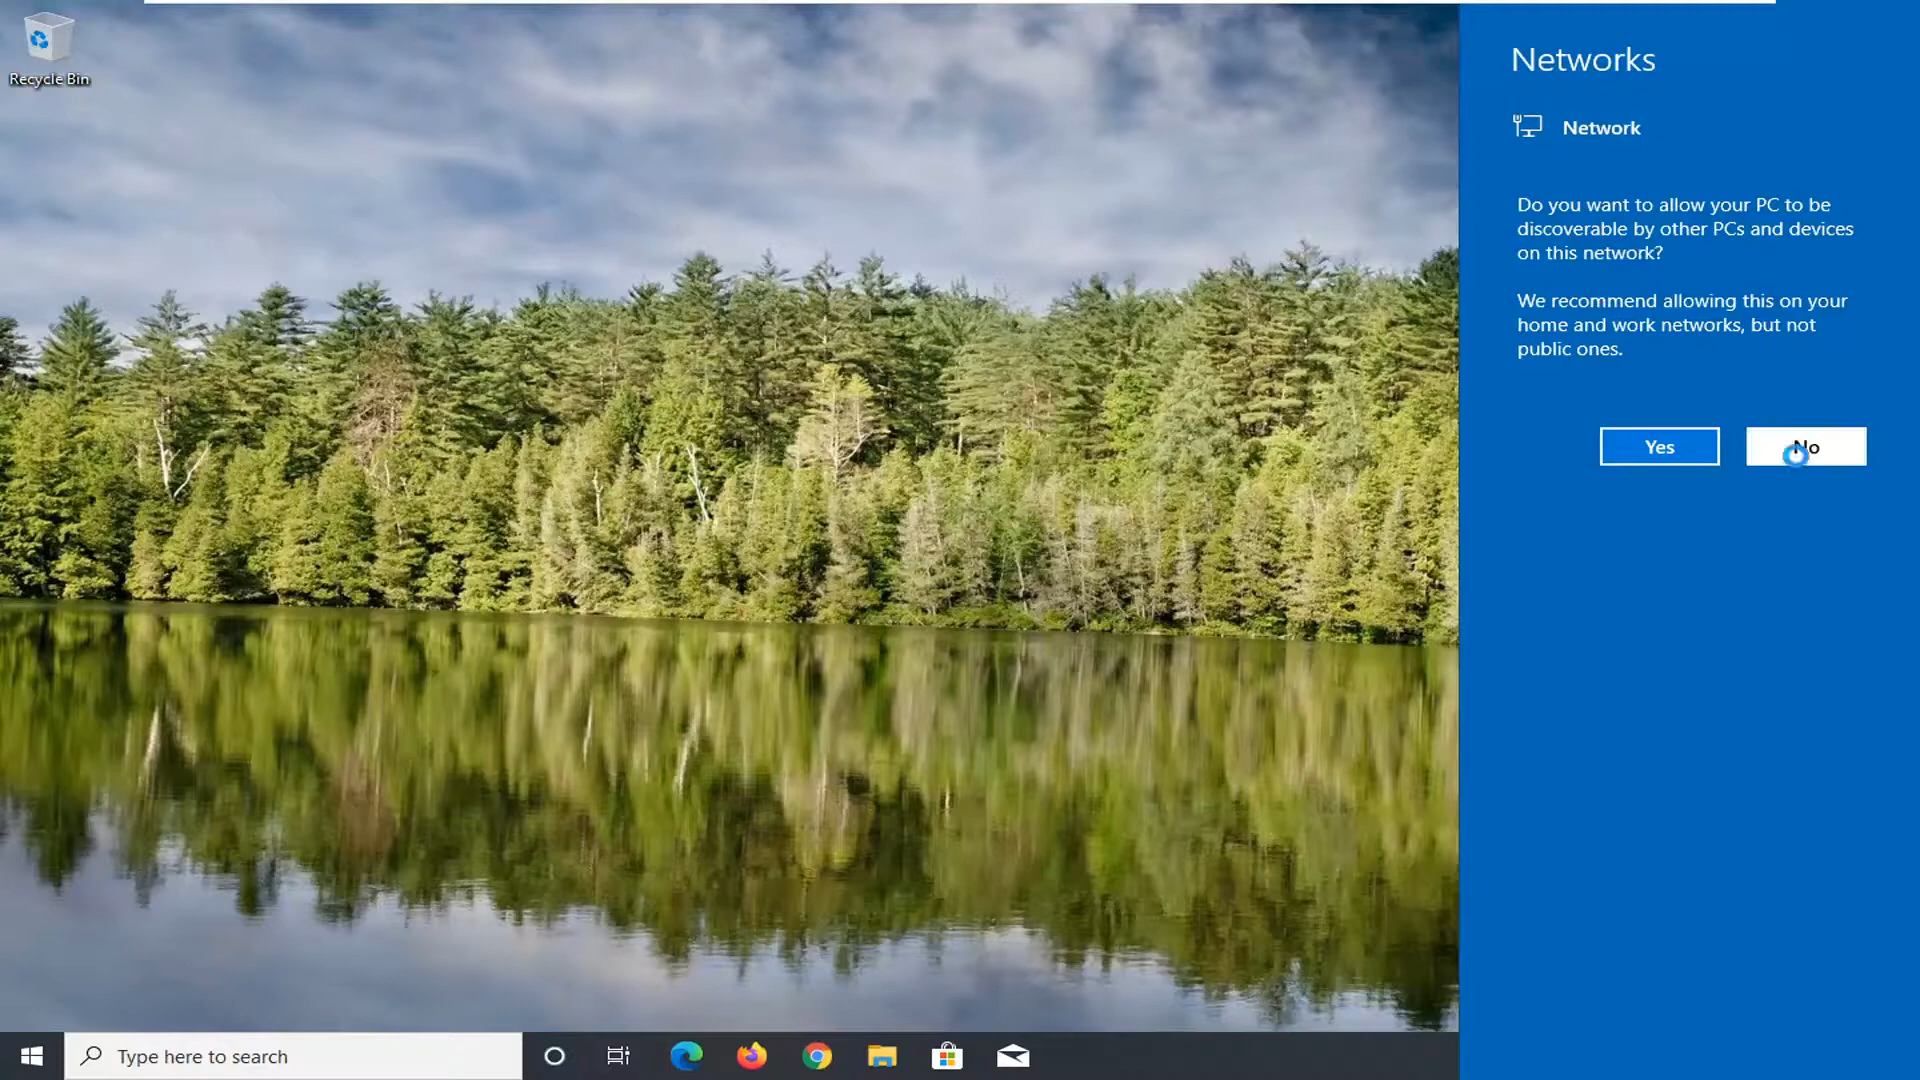 Recycle Bin
Networks
Network
Do you want to allow your PC to be
discoverable by other PCs and devices
on this network?
We recommend allowing this on your
home and work networks, but not
public ones.
Yes
No
Type here to search